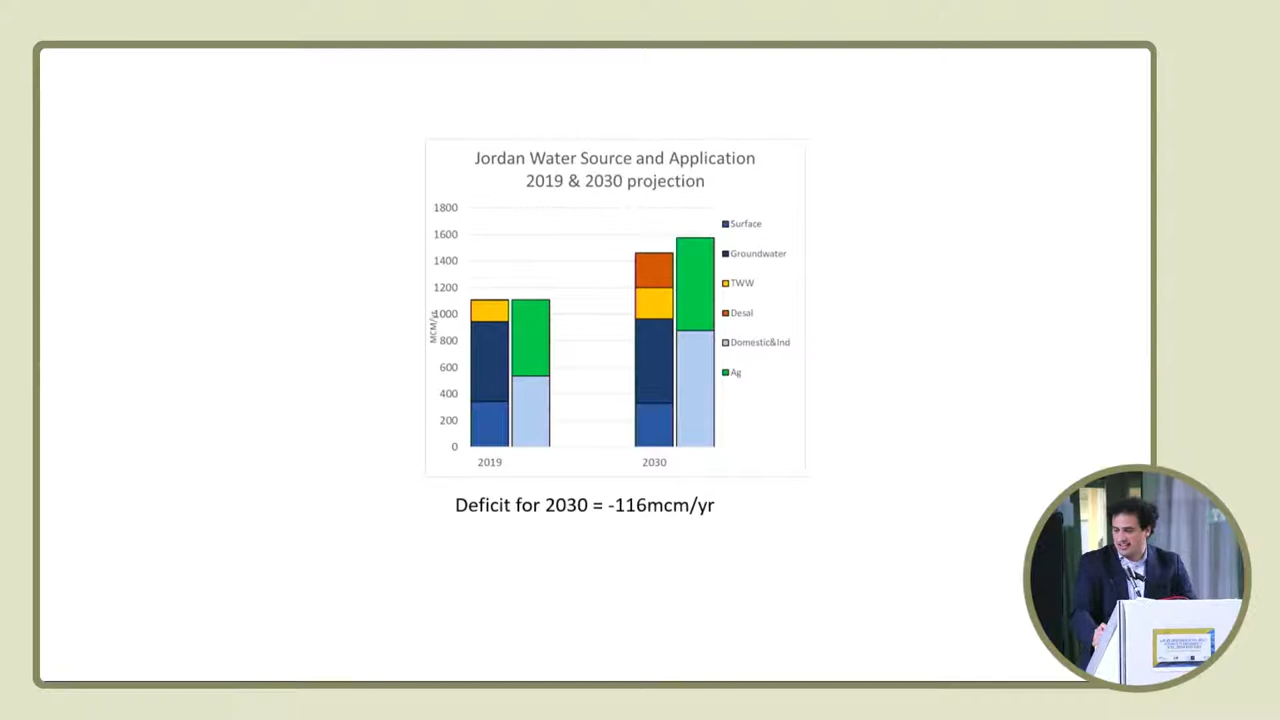 Jordan Water Source and Application
2019 & 2030 projection
1800
1600
1400
1200
1000
800
600
400
200
0
MCM/yr
2019
2030
Surface
Groundwater
TWW
Desal
Domestic&Ind
Ag
Deficit for 2030 = -116mcm/yr